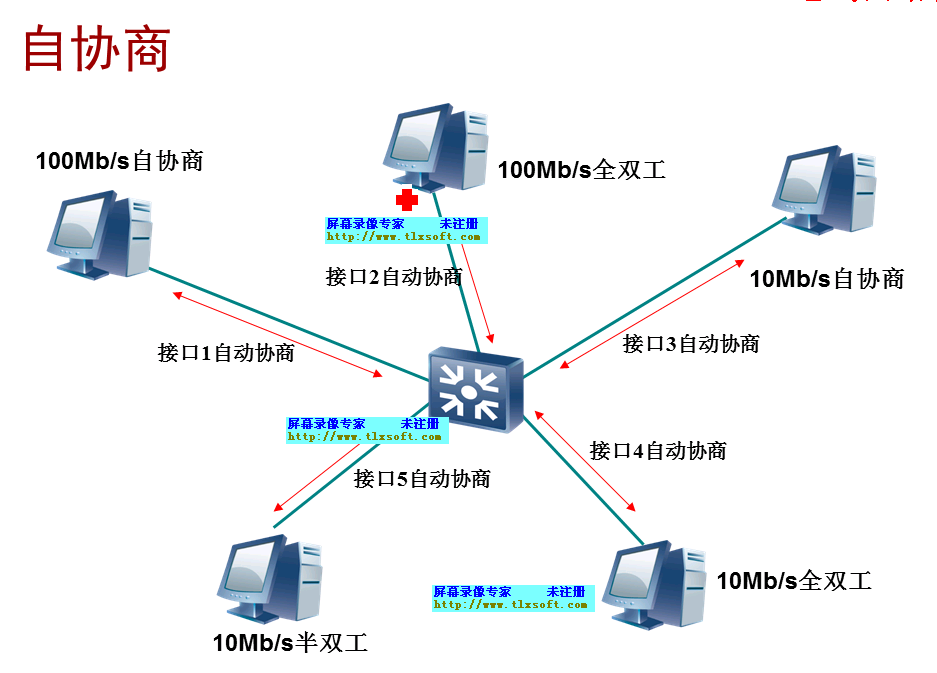 自协商
100Mb/s自协商
100Mb/s全双工
屏幕录像专家 未注册
http://www.tlxsoft.com
接口2自动协商
10Mb/s自协商
接口1自动协商
接口3自动协商
屏幕录像专家 未注册
http://www.tlxsoft.com
接口4自动协商
接口5自动协商
10Mb/s全双工
屏幕录像专家 未注册
http://www.tlxsoft.com
10Mb/s半双工